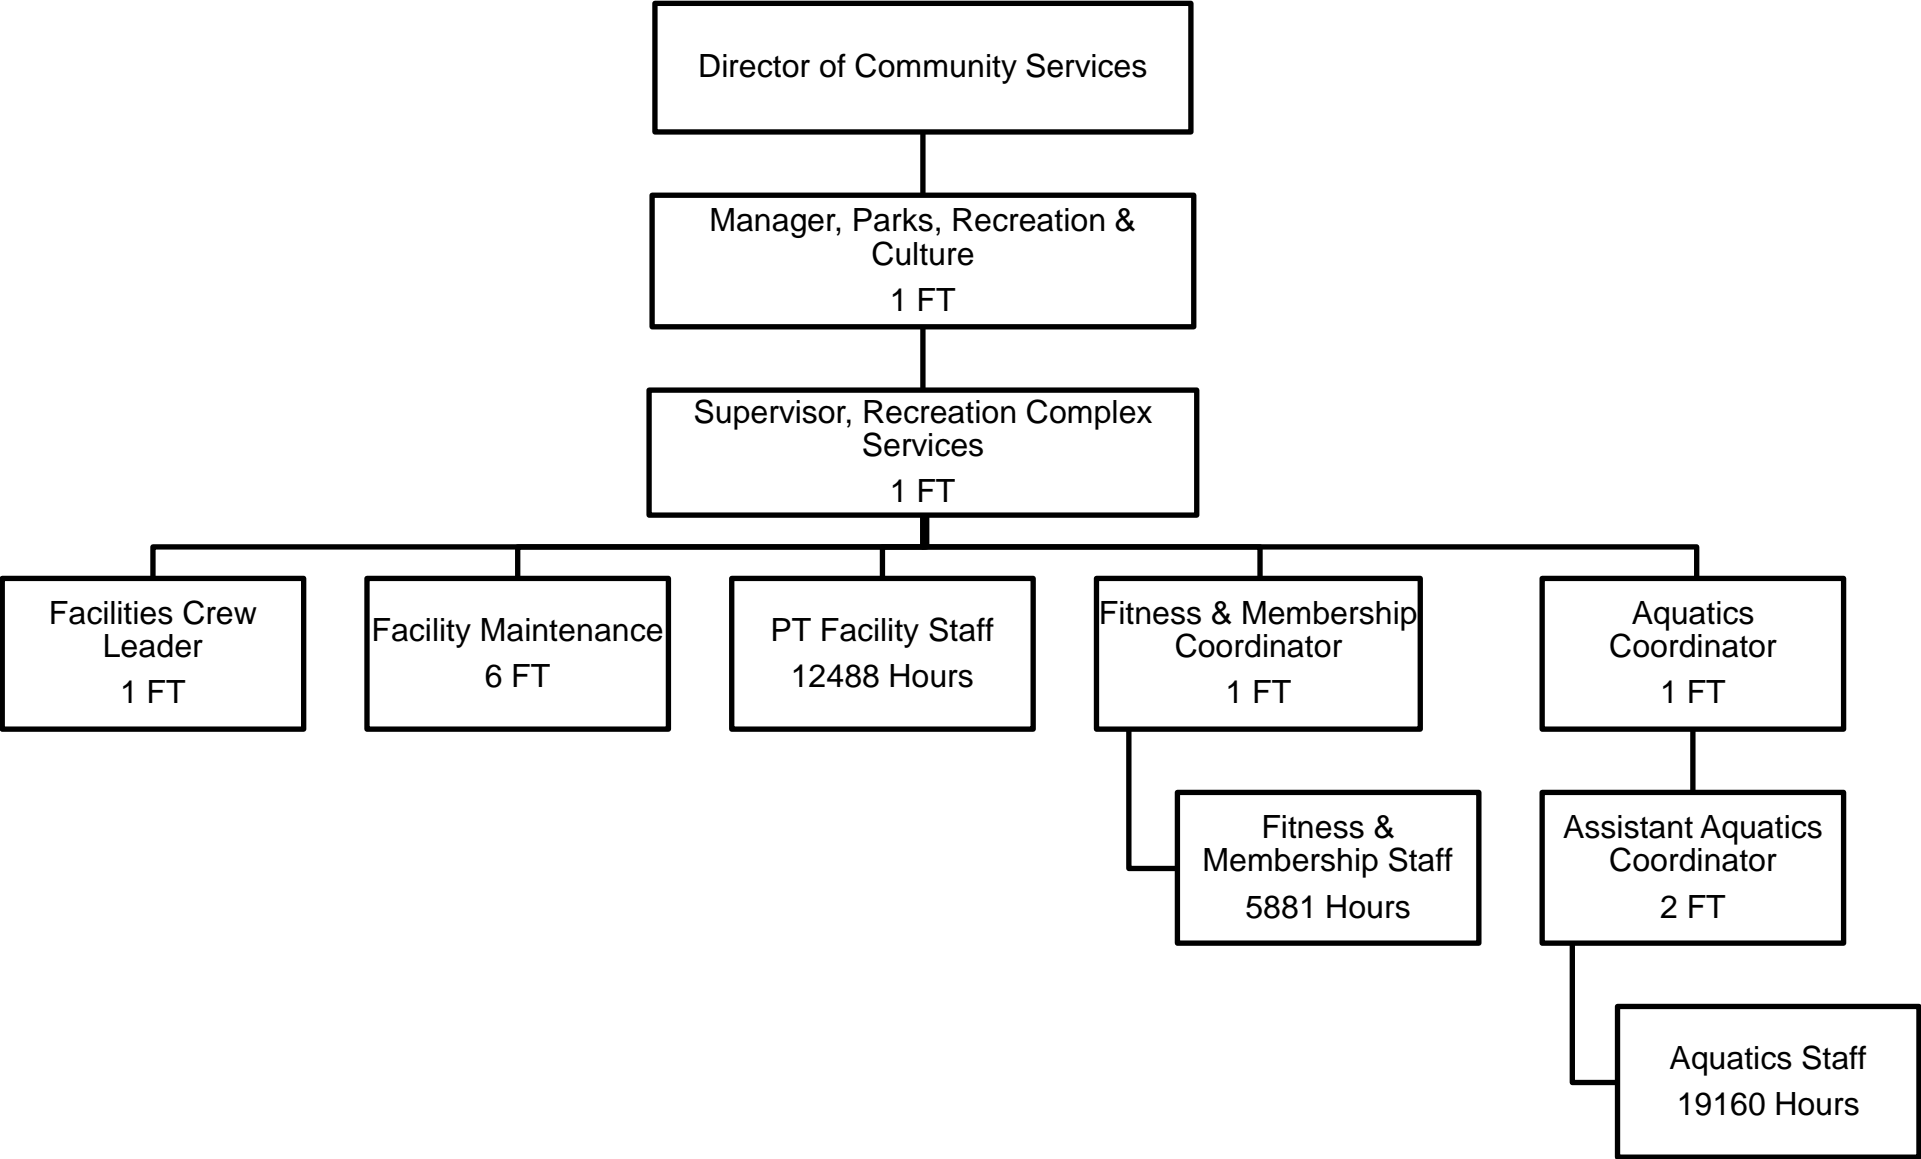 Director of Community Services
Manager, Parks, Recreation &
Culture
1 FT
Supervisor, Recreation Complex
Services
1 FT
Facilities Crew
Leader
1 FT
Facility Maintenance
6 FT
PT Facility Staff
12488 Hours
Fitness & Membership
Coordinator
1 FT
Aquatics
Coordinator
1 FT
Fitness &
Membership Staff
5881 Hours
Assistant Aquatics
Coordinator
2 FT
Aquatics Staff
19160 Hours